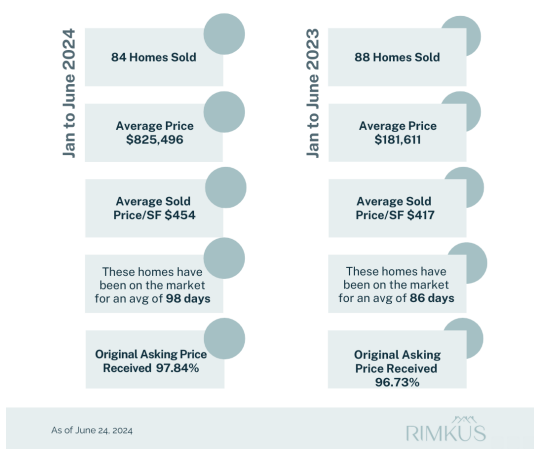 Jan to June 2024
84 Homes Sold
Average Price
$825,496
Average Sold
Price/SF $454
These homes have
been on the market
for an avg of 98 days
Original Asking Price
Received 97.84%
Jan to June 2023
88 Homes Sold
Average Price
$181,611
Average Sold
Price/SF $417
These homes have
been on the market
for an avg of 86 days
Original Asking
Price Received
96.73%
As of June 24, 2024
RIMKUS